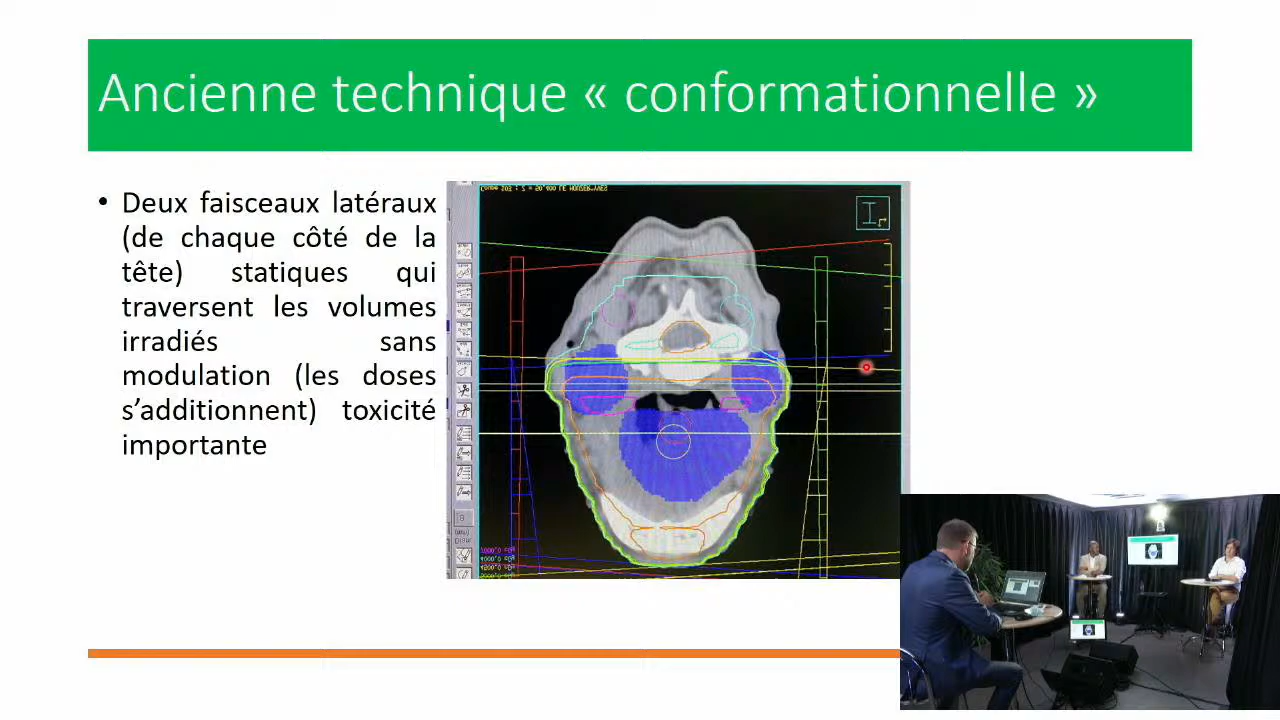 Ancienne technique « conformationnelle »
• Deux faisceaux latéraux
(de chaque côté de la
tête) statiques qui
traversent les volumes
irradiés sans
modulation (les doses
s'additionnent) toxicité
importante